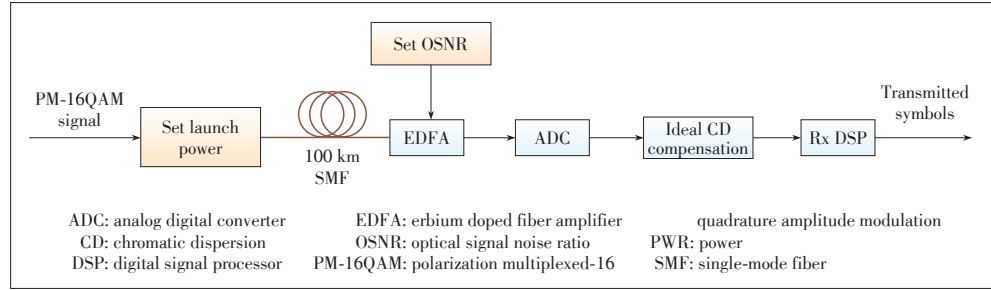 Set OSNR
PM-16QAM
signal
Set launch
power
100 km
SMF
EDFA
ADC
Ideal CD
compensation
Rx DSP
Transmitted
symbols
ADC: analog digital converter
CD: chromatic dispersion
DSP: digital signal processor
EDFA: erbium doped fiber amplifier
OSNR: optical signal noise ratio
PM-16QAM: polarization multiplexed-16
quadrature amplitude modulation
PWR: power
SMF: single-mode fiber